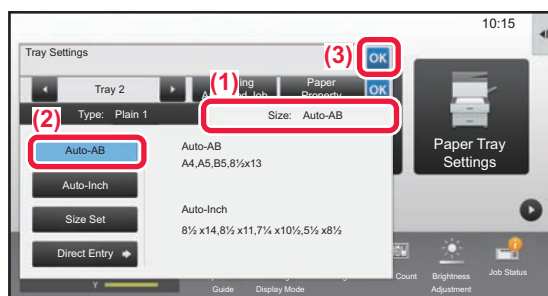 10:15
Tray Settings
(3)
OK
Tray 2
(1)
Paper
OK
(2)
Type: Plain 1
Size: Auto-AB
Auto-AB
Auto-AB
A4,A5,B5,8½x13
Auto-Inch
Auto-Inch
8½ x14,8½ x11,7¼ x10½,5½ x8½
Size Set
Direct Entry
Paper Tray
Settings
Y
Guide
Display Mode
Count
Brightness
Adjustment
Job Status